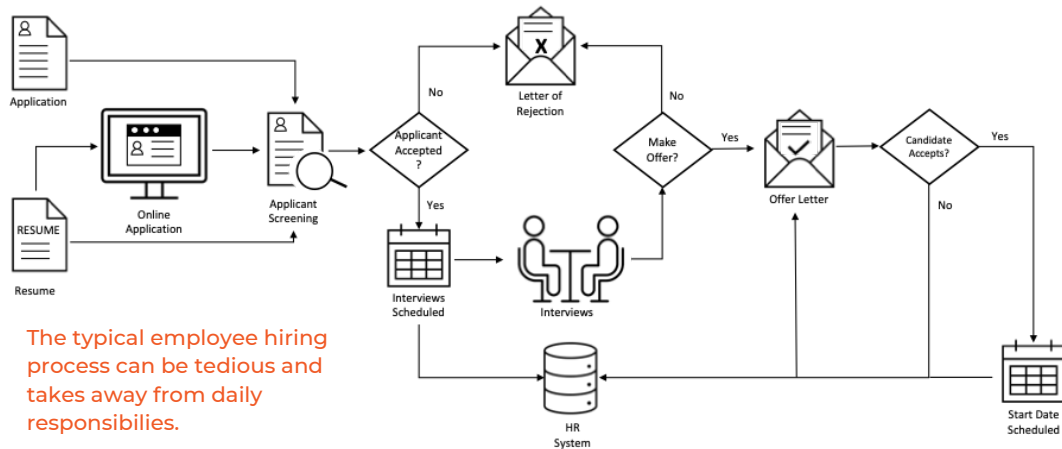 Application
RESUME
Resume
Online
Application
Applicant
Screening
Applicant
Accepted
?
No
Yes
X
Letter of
Rejection
Interviews
Scheduled
Interviews
No
Make
Offer?
Yes
Offer Letter
Candidate
Accepts?
Yes
No
Start Date
Scheduled
HR
System
The typical employee hiring
process can be tedious and
takes away from daily
responsibilies.